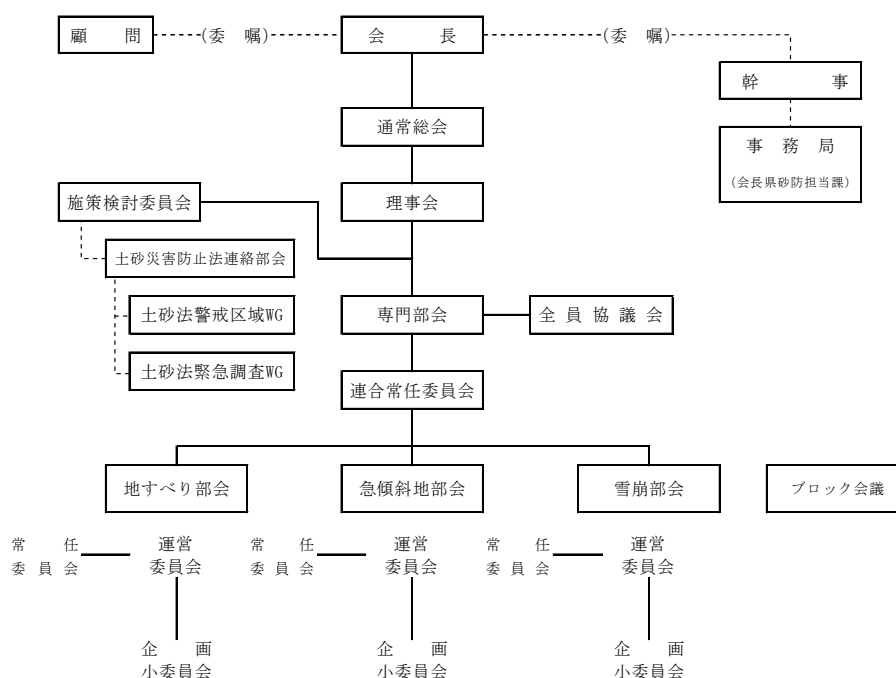 顧 問 (委 嘱) 会 長 (委 嘱)
幹 事
通常総会
事 務 局
(会長県砂防担当課)
施策検討委員会 理事会
土砂災害防止法連絡部会
土砂法警戒区域WG 専門部会 全 員 協 議 会
土砂法緊急調査WG
連合常任委員会
地すべり部会 急傾斜地部会 雪崩部会 ブロック会議
常 任 運営 常 任 運営 常 任 運営
委 員 会 委員会 委 員 会 委員会 委 員 会 委員会
企 画 企 画 企 画
小委員会 小委員会 小委員会